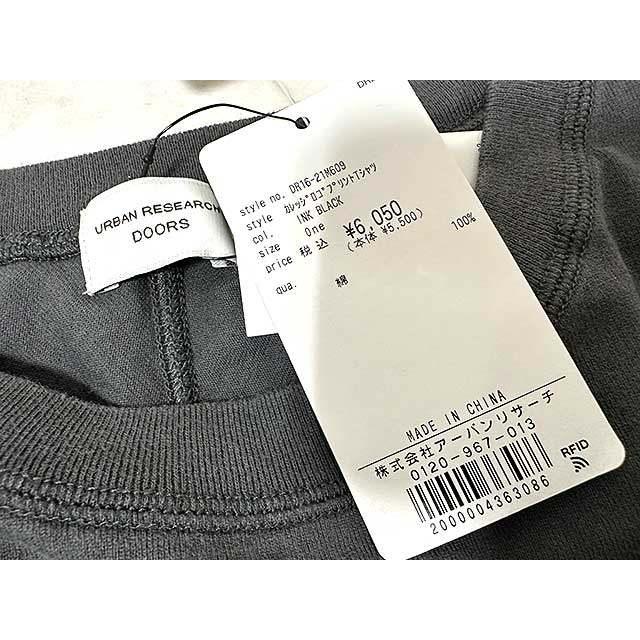 URBAN RESEARCH
DOORS
style no. DR16-21M609
style カレッジロゴプリントTシャツ
col. INK BLACK
size One
price 税込 ¥6,050
(本体 ¥5,500)
qua. 綿 100%
MADE IN CHINA
株式会社アーバンリサーチ
0120-967-013
2000004363086
RFID